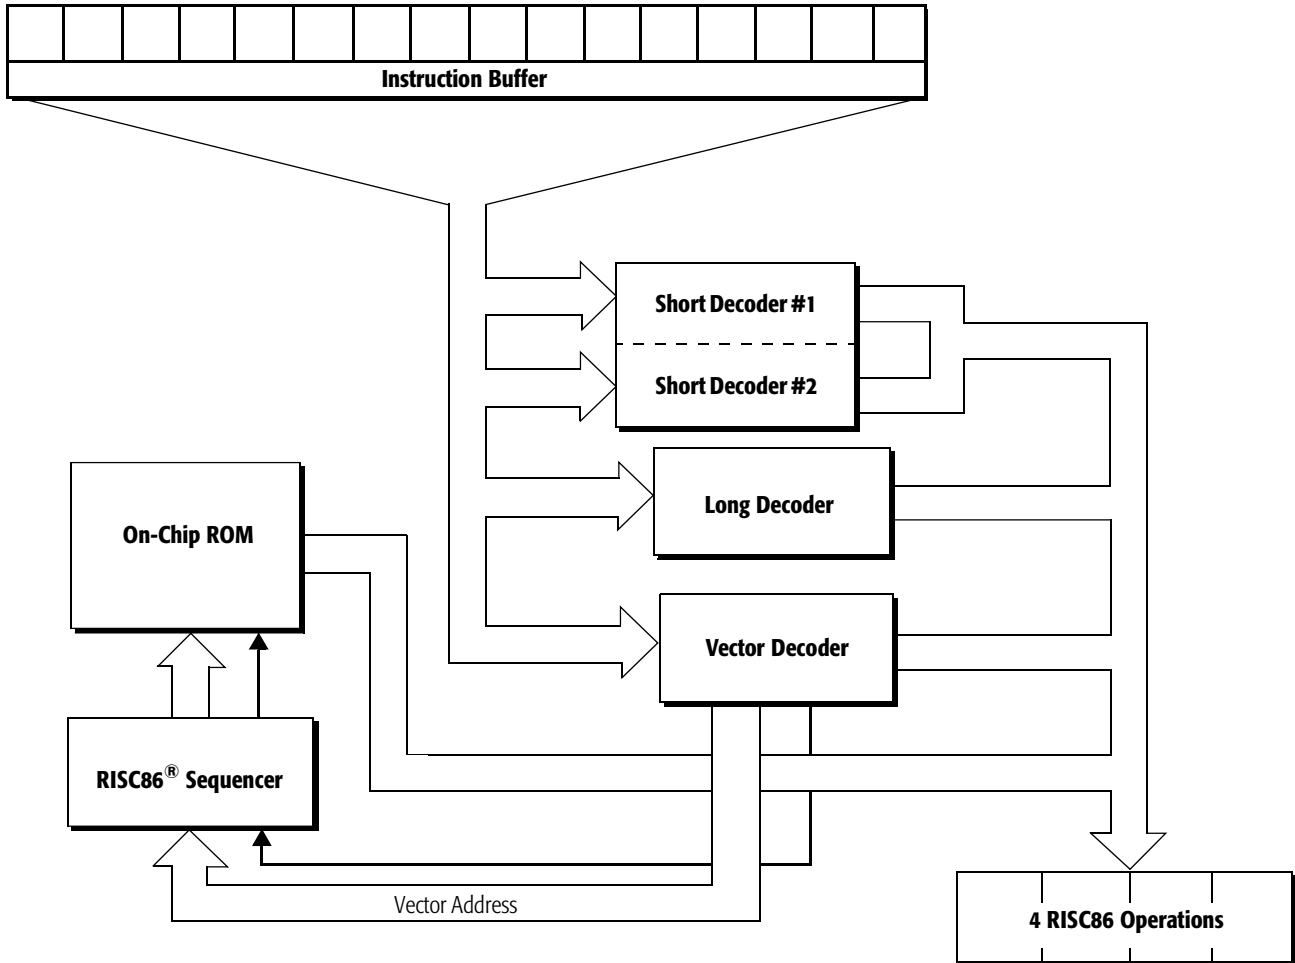 Instruction Buffer
Short Decoder #1
Short Decoder #2
Long Decoder
On-Chip ROM
Vector Decoder
RISC86® Sequencer
Vector Address
4 RISC86 Operations